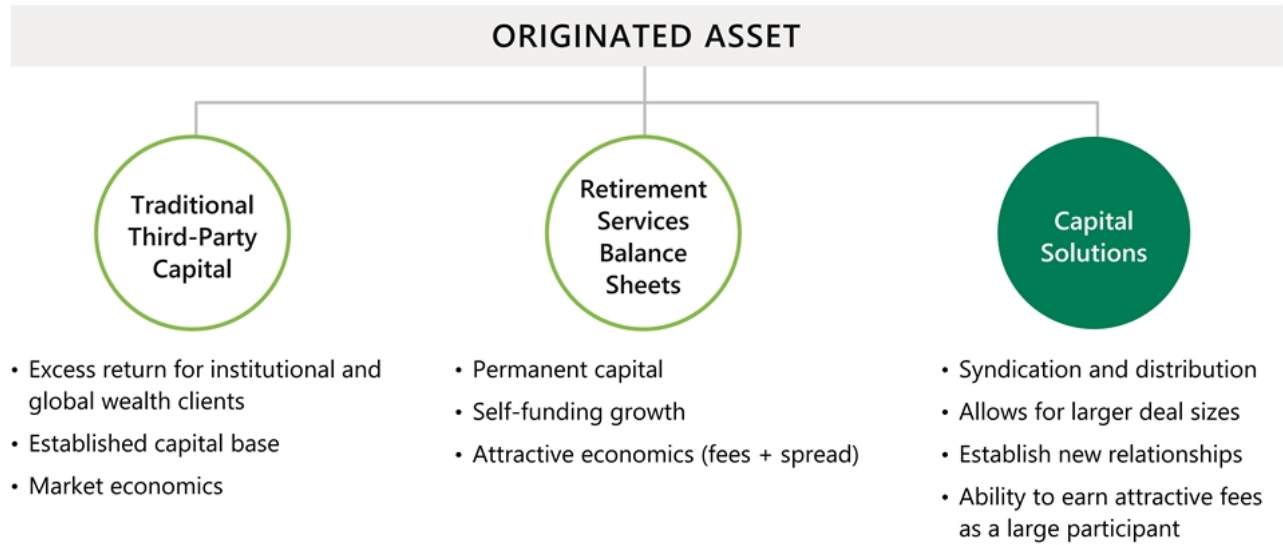 ORIGINATED ASSET
Traditional
Third-Party
Capital
• Excess return for institutional and
global wealth clients
• Established capital base
• Market economics
Retirement
Services
Balance
Sheets
• Permanent capital
• Self-funding growth
• Attractive economics (fees + spread)
Capital
Solutions
• Syndication and distribution
• Allows for larger deal sizes
• Establish new relationships
• Ability to earn attractive fees
as a large participant